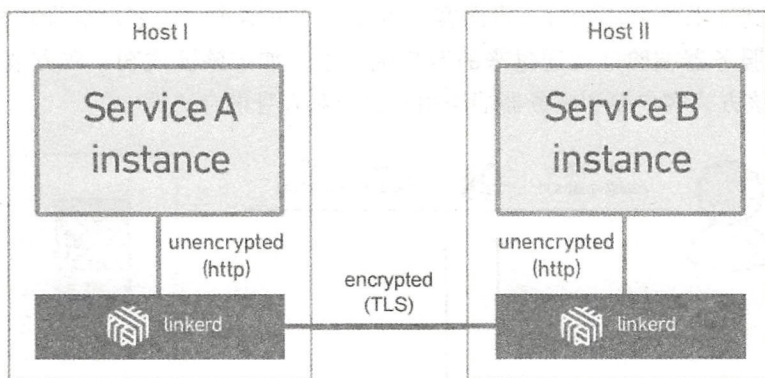 Host I
Service A
instance
unencrypted
(http)
linkerd
encrypted
(TLS)
Host II
Service B
instance
unencrypted
(http)
linkerd